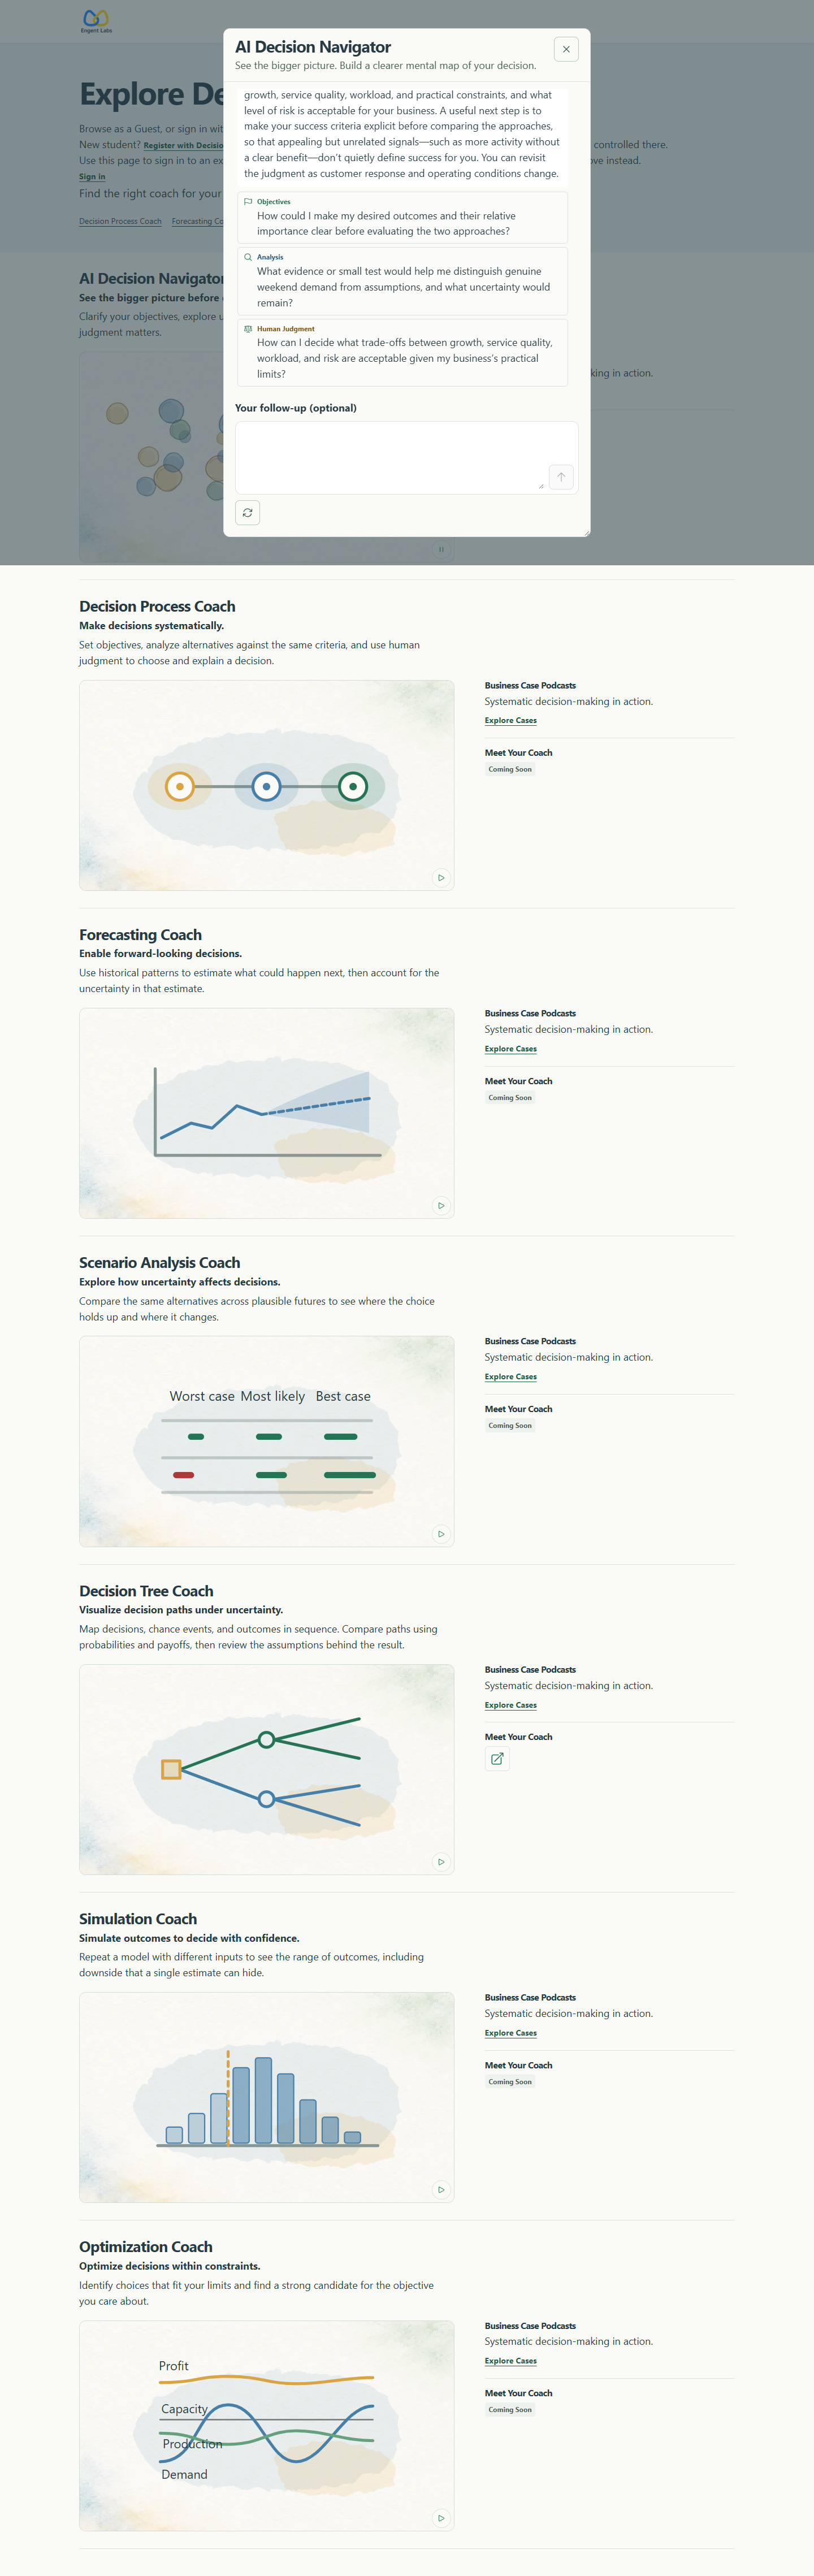 Engent Labs
AI Decision Navigator
See the bigger picture. Build a clearer mental map of your decision.
Explore De
Browse as a Guest, or sign in wit
controlled there.
New student? Register with Decisio
Use this page to sign in to an ex
ove instead.
Sign in
Find the right coach for your
Decision Process Coach
Forecasting Co
growth, service quality, workload, and practical constraints, and what
level of risk is acceptable for your business. A useful next step is to
make your success criteria explicit before comparing the approaches,
so that appealing but unrelated signals—such as more activity without
a clear benefit—don't quietly define success for you. You can revisit
the judgment as customer response and operating conditions change.
Objectives
How could I make my desired outcomes and their relative
importance clear before evaluating the two approaches?
Analysis
What evidence or small test would help me distinguish genuine
weekend demand from assumptions, and what uncertainty would
remain?
Human Judgment
How can I decide what trade-offs between growth, service quality,
workload, and risk are acceptable given my business's practical
limits?
Your follow-up (optional)
AI Decision Navigator
See the bigger picture before
Clarify your objectives, explore u
judgment matters.
king in action.
Decision Process Coach
Make decisions systematically.
Set objectives, analyze alternatives against the same criteria, and use human
judgment to choose and explain a decision.
Business Case Podcasts
Systematic decision-making in action.
Explore Cases
Meet Your Coach
Coming Soon
Forecasting Coach
Enable forward-looking decisions.
Use historical patterns to estimate what could happen next, then account for the
uncertainty in that estimate.
Business Case Podcasts
Systematic decision-making in action.
Explore Cases
Meet Your Coach
Coming Soon
Scenario Analysis Coach
Explore how uncertainty affects decisions.
Compare the same alternatives across plausible futures to see where the choice
holds up and where it changes.
Worst case Most likely Best case
Business Case Podcasts
Systematic decision-making in action.
Explore Cases
Meet Your Coach
Coming Soon
Decision Tree Coach
Visualize decision paths under uncertainty.
Map decisions, chance events, and outcomes in sequence. Compare paths using
probabilities and payoffs, then review the assumptions behind the result.
Business Case Podcasts
Systematic decision-making in action.
Explore Cases
Meet Your Coach
Simulation Coach
Simulate outcomes to decide with confidence.
Repeat a model with different inputs to see the range of outcomes, including
downside that a single estimate can hide.
Business Case Podcasts
Systematic decision-making in action.
Explore Cases
Meet Your Coach
Coming Soon
Optimization Coach
Optimize decisions within constraints.
Identify choices that fit your limits and find a strong candidate for the objective
you care about.
Profit
Capacity
Production
Demand
Business Case Podcasts
Systematic decision-making in action.
Explore Cases
Meet Your Coach
Coming Soon